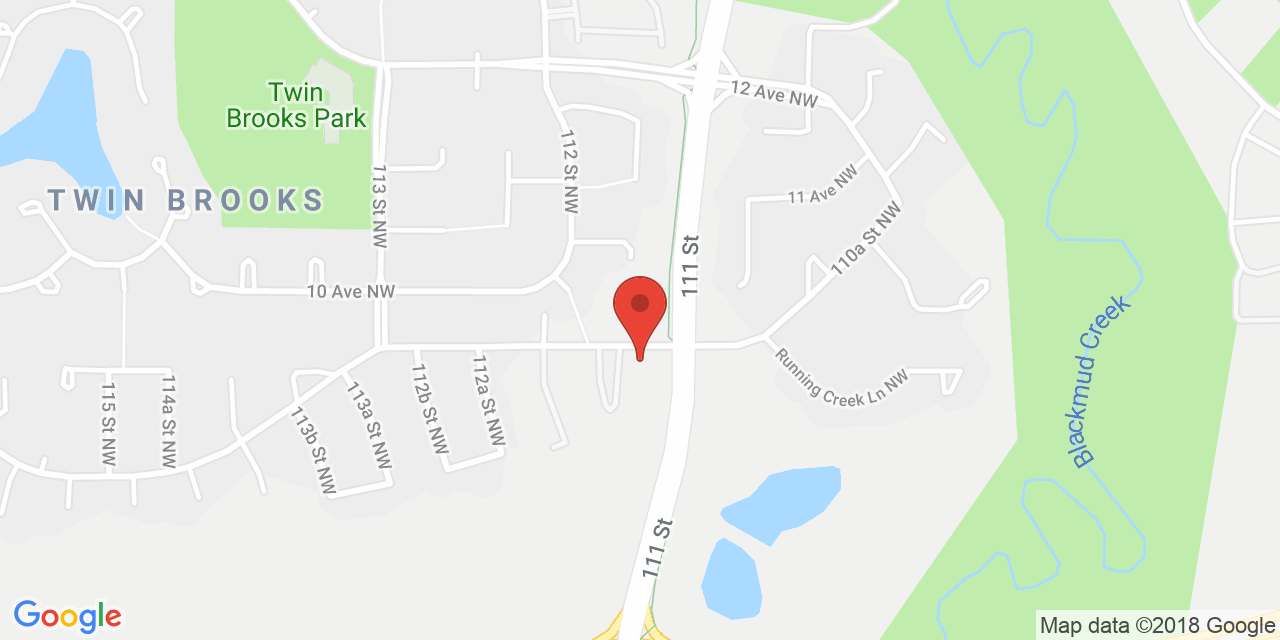 Twin
Brooks Park
12 Ave NW
112 St NW
113 St NW
TWIN BROOKS
11 Ave NW
110a St NW
111 St
10 Ave NW
Blackmud Creek
Running Creek Ln NW
115 St NW
114a St NW
113b St NW
113a St NW
112b St NW
112a St NW
111 St
Google
Map data ©2018 Google